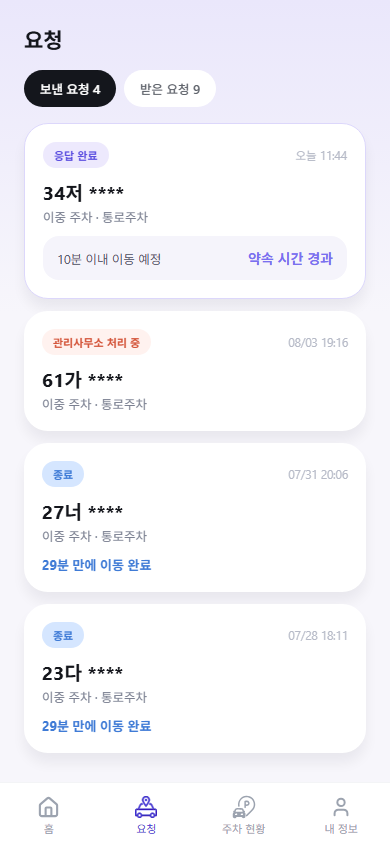 요청
보낸 요청 4 받은 요청 9
응답 완료 오늘 11:44
34저 ****
이중 주차 · 통로주차
10분 이내 이동 예정 약속 시간 경과
관리사무소 처리 중 08/03 19:16
61가 ****
이중 주차 · 통로주차
종료 07/31 20:06
27너 ****
이중 주차 · 통로주차
29분 만에 이동 완료
종료 07/28 18:11
23다 ****
이중 주차 · 통로주차
29분 만에 이동 완료
P
홈 요청 주차 현황 내 정보